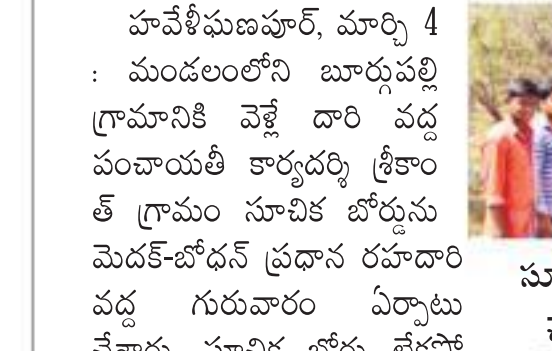 హవేళీఘణపూర్, మార్చి 4
: మండలంలోని బూర్గుపల్లి
గ్రామానికి వెళ్లే దారి వద్ద
పంచాయతీ కార్యదర్శి శ్రీకాం
త్ గ్రామం సూచిక బోర్డును
మెదక్-బోధన్ ప్రధాన రహదారి
వద్ద గురువారం ఏర్పాటు